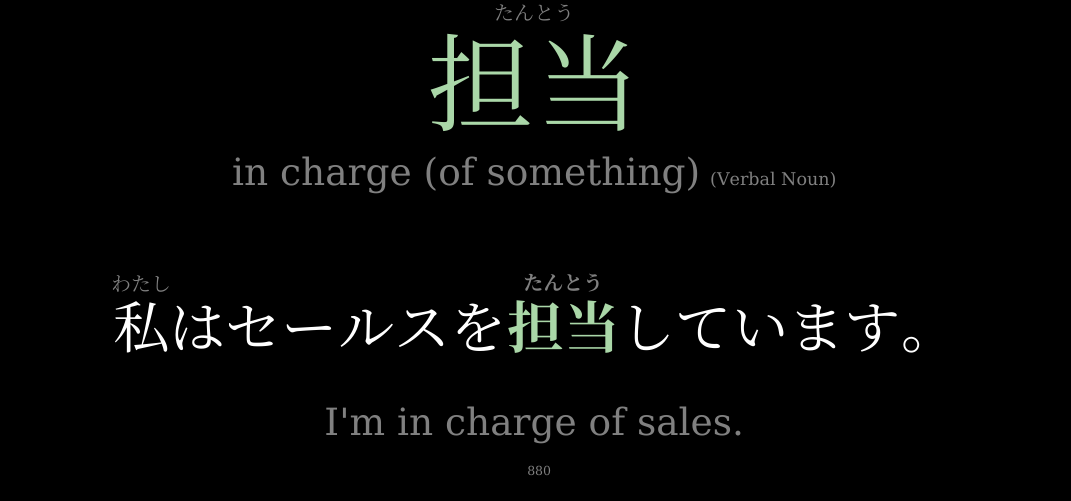 たんとう
担当
in charge (of something) (Verbal Noun)
わたし たんとう
私はセールスを担当しています。
I'm in charge of sales.
880